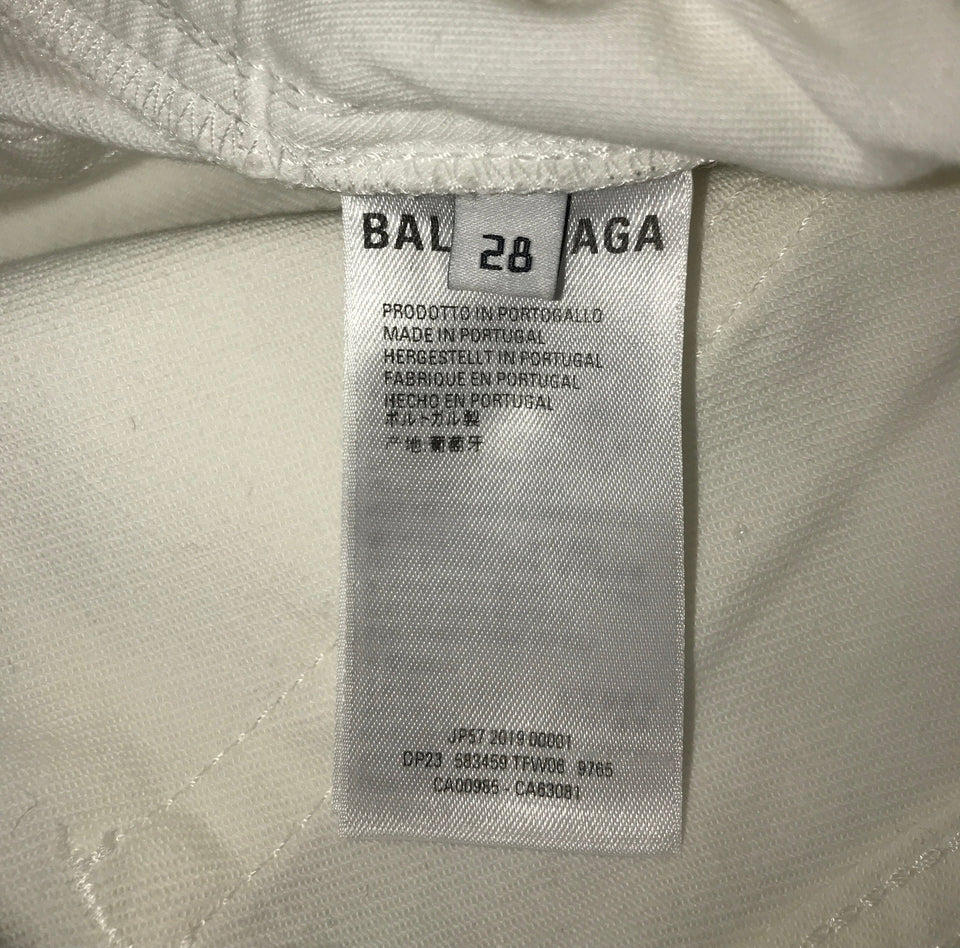 BAL 28 AGA
PRODOTTO IN PORTOGALLO
MADE IN PORTUGAL
HERGESTELLT IN PORTUGAL
FABRIQUE EN PORTUGAL
HECHO EN PORTUGAL
ポルトガル製
产地:葡萄牙
JP57 2019 00001
DP23 583459 TFW06 9765
CA00965 - CA63081